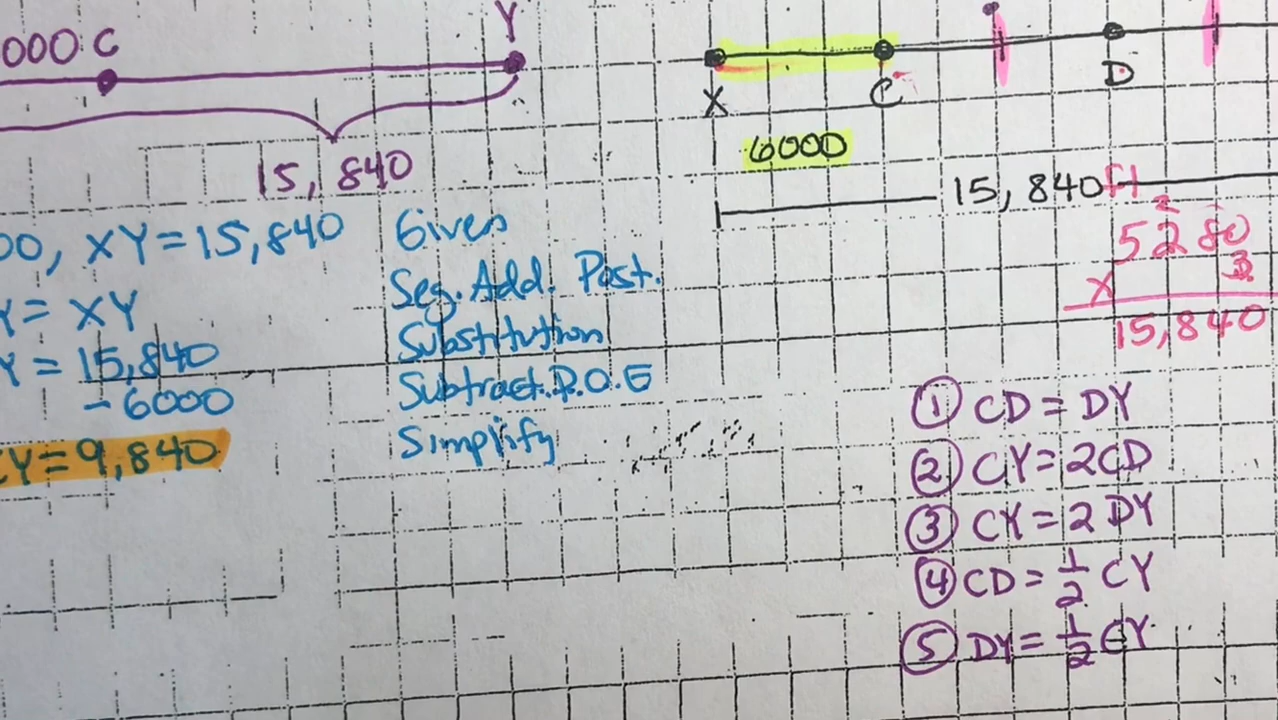 000 C
Y
15, 840
00, XY = 15,840 Given
Y = XY Seg. Add. Post.
Y = 15,840 Substitution
- 6000 Subtract. P.O.E
CY = 9,840 Simplify
X C D
6000
15, 840 ft
2
5280
x 3
15,840
① CD = DY
② CY = 2CD
③ CY = 2 DY
④ CD = 1/2 CY
⑤ DY = 1/2 CY